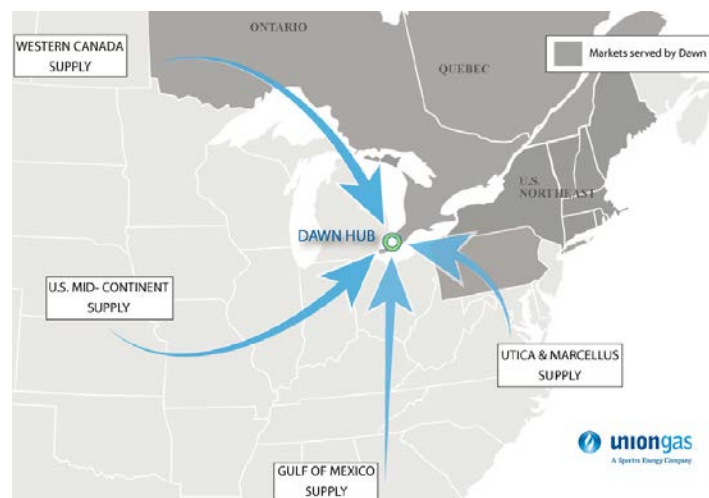 ONTARIO
WESTERN CANADA
SUPPLY
Markets served by Dawn
QUEBEC
U.S.
NORTHEAST
DAWN HUB
U.S. MID- CONTINENT
SUPPLY
UTICA & MARCELLUS
SUPPLY
uniongas
A Spectra Energy Company
GULF OF MEXICO
SUPPLY